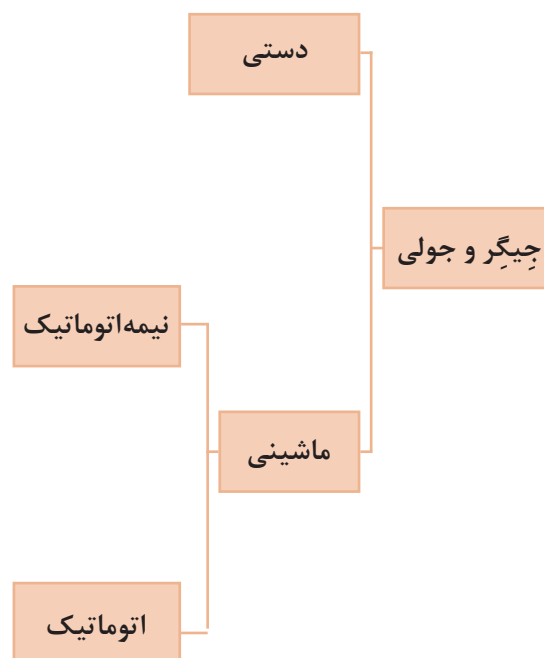 دستی
جِیگِر و جولی
نیمه‌اتوماتیک
ماشینی
اتوماتیک